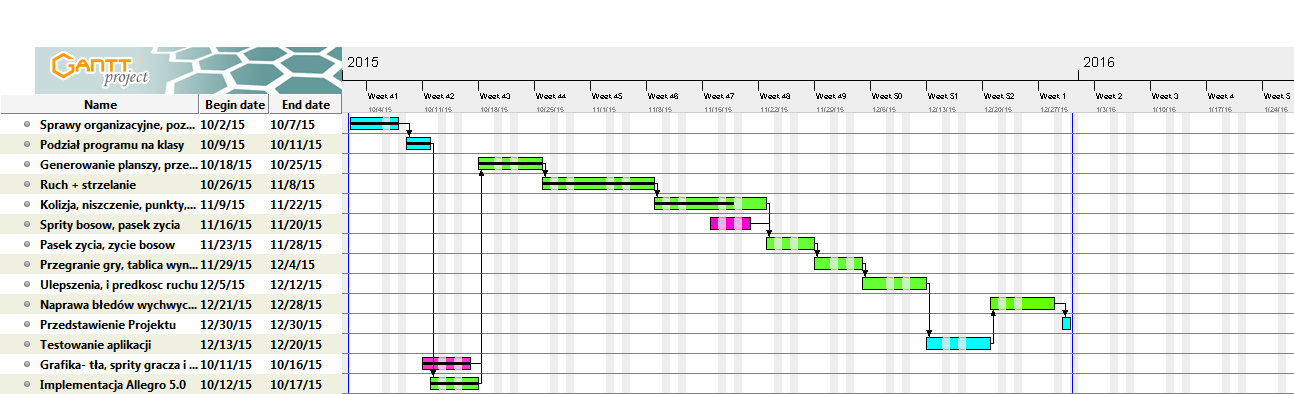 2015 2016
GANTT
project
Week 41 Week 42 Week 43 Week 44 Week 45 Week 46 Week 47 Week 48 Week 49 Week 50 Week 51 Week 52 Week 1 Week 2 Week 3 Week 4 Week 5
Name Begin date End date 10/4/15 10/11/15 10/18/15 10/25/15 11/1/15 11/8/15 11/15/15 11/22/15 11/29/15 12/6/15 12/13/15 12/20/15 12/27/15 1/3/16 1/10/16 1/17/16 1/24/16
Sprawy organizacyjne, poz... 10/2/15 10/7/15
Podział programu na klasy 10/9/15 10/11/15
Generowanie planszy, prze... 10/18/15 10/25/15
Ruch + strzelanie 10/26/15 11/8/15
Kolizja, niszczenie, punkty,... 11/9/15 11/22/15
Sprity bosow, pasek zycia 11/16/15 11/20/15
Pasek zycia, zycie bosow 11/23/15 11/28/15
Przegranie gry, tablica wyn... 11/29/15 12/4/15
Ulepszenia, i predkosc ruchu 12/5/15 12/12/15
Naprawa błedów wychwyc... 12/21/15 12/28/15
Przedstawienie Projektu 12/30/15 12/30/15
Testowanie aplikacji 12/13/15 12/20/15
Grafika- tła, sprity gracza i ... 10/11/15 10/16/15
Implementacja Allegro 5.0 10/12/15 10/17/15